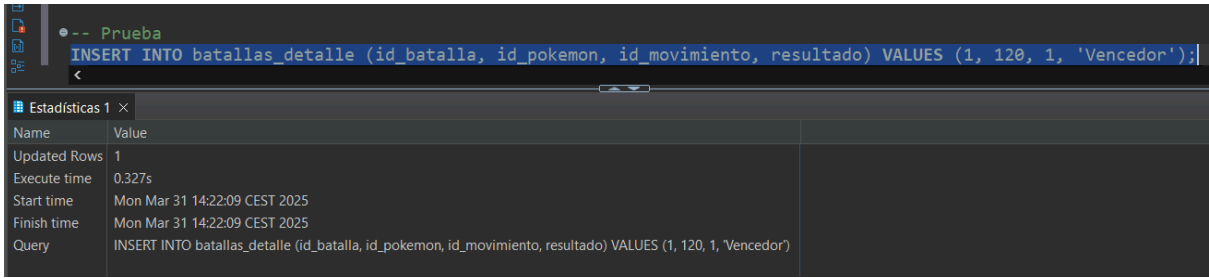 -- Prueba
INSERT INTO batallas_detalle (id_batalla, id_pokemon, id_movimiento, resultado) VALUES (1, 120, 1, 'Vencedor');
Estadísticas 1
Name Value
Updated Rows 1
Execute time 0.327s
Start time Mon Mar 31 14:22:09 CEST 2025
Finish time Mon Mar 31 14:22:09 CEST 2025
Query INSERT INTO batallas_detalle (id_batalla, id_pokemon, id_movimiento, resultado) VALUES (1, 120, 1, 'Vencedor')